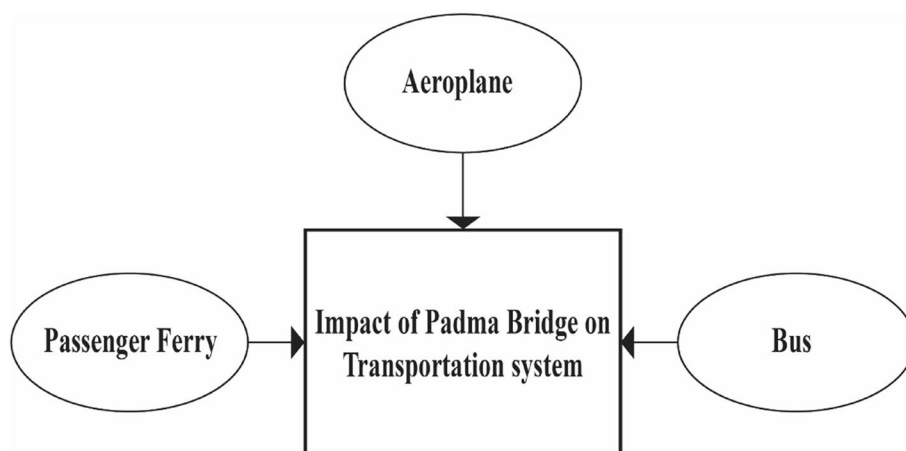 Aeroplane
Passenger Ferry
Impact of Padma Bridge on
Transportation system
Bus